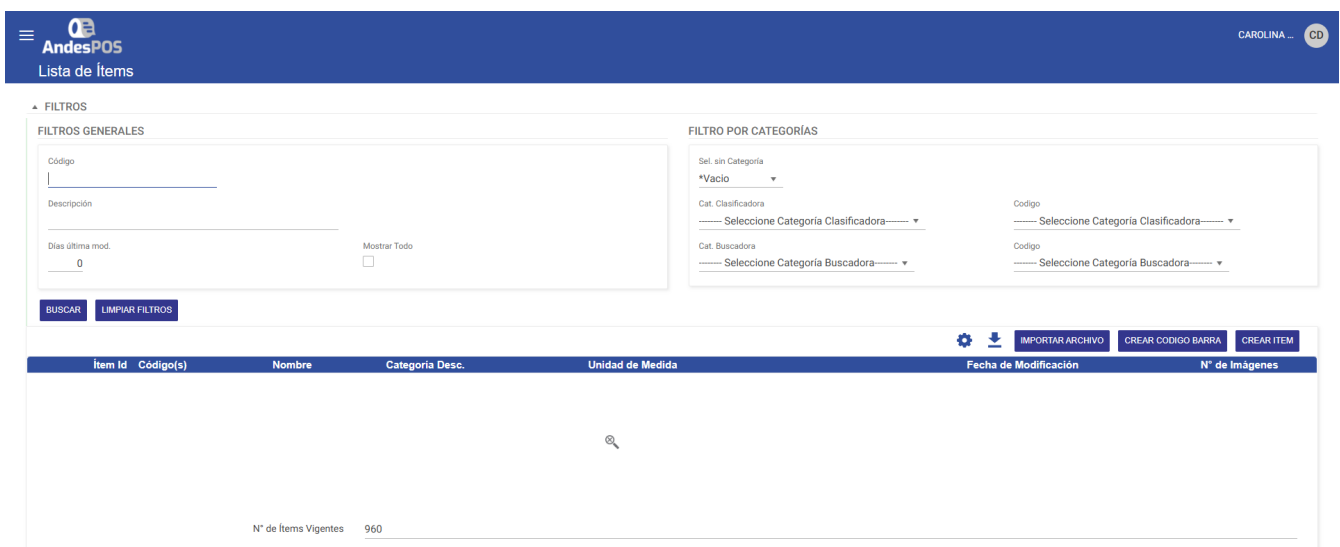 AndesPOS
CAROLINA ... CD
Lista de Ítems
FILTROS
FILTROS GENERALES
FILTRO POR CATEGORÍAS
Código
Sel. sin Categoría
*Vacio
Descripción
Cat. Clasificadora
Codigo
-------- Seleccione Categoría Clasificadora--------
-------- Seleccione Categoría Clasificadora--------
Días última mod.
Mostrar Todo
Cat. Buscadora
Codigo
0
-------- Seleccione Categoría Buscadora--------
-------- Seleccione Categoría Buscadora--------
BUSCAR LIMPIAR FILTROS
IMPORTAR ARCHIVO CREAR CODIGO BARRA CREAR ITEM
Ítem Id Código(s) Nombre Categoría Desc. Unidad de Medida Fecha de Modificación N° de Imágenes
N° de Ítems Vigentes 960